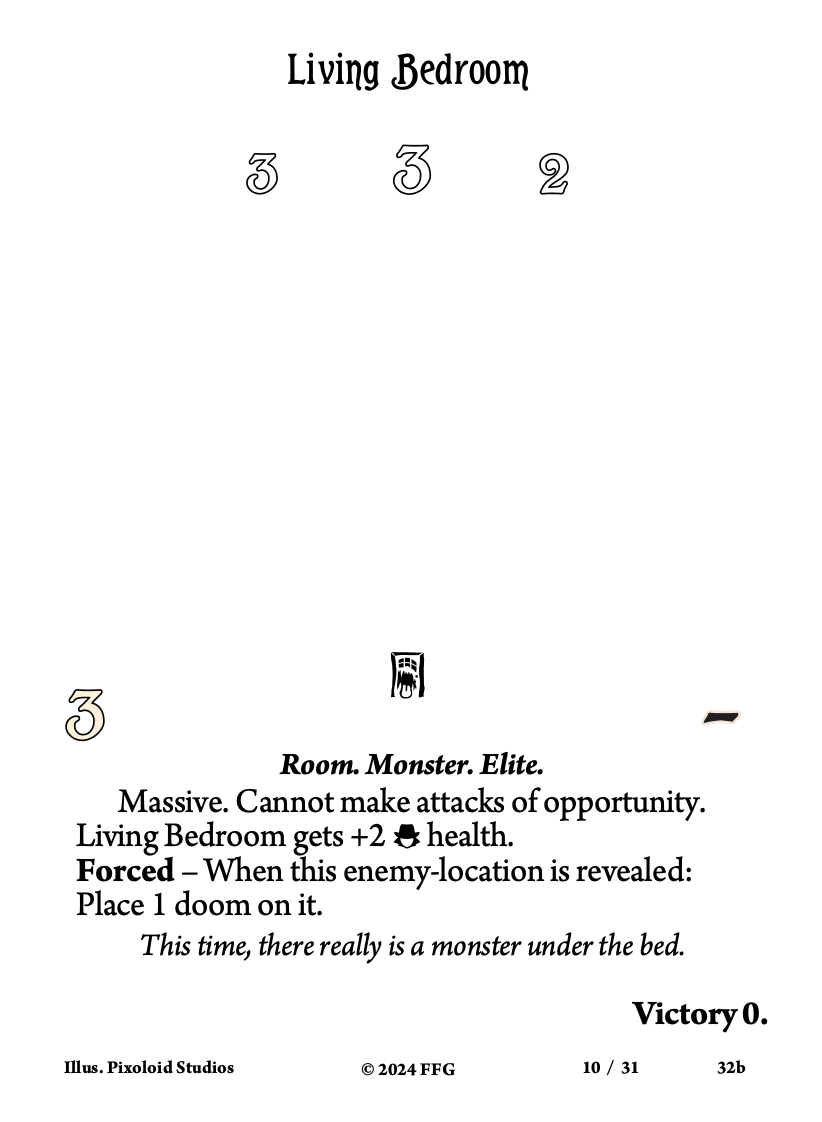 Living Bedroom
3 3 2
3 –
Room. Monster. Elite.
Massive. Cannot make attacks of opportunity.
Living Bedroom gets +2 health.
Forced – When this enemy-location is revealed:
Place 1 doom on it.
This time, there really is a monster under the bed.
Victory 0.
Illus. Pixoloid Studios © 2024 FFG 10 / 31 32b